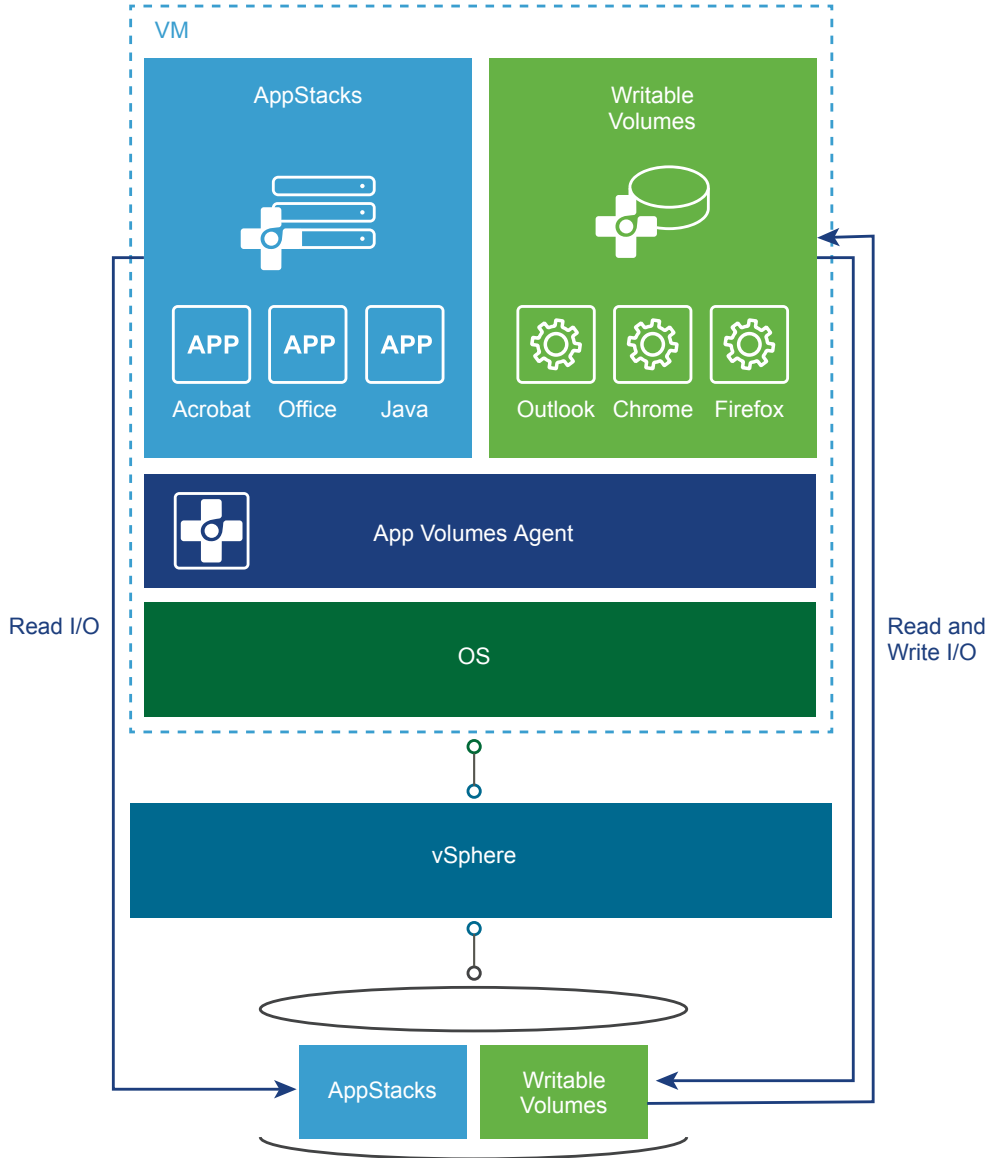 VM
AppStacks
Writable
Volumes
APP
APP
APP
Acrobat
Office
Java
Outlook
Chrome
Firefox
App Volumes Agent
Read I/O
OS
Read and
Write I/O
vSphere
AppStacks
Writable
Volumes